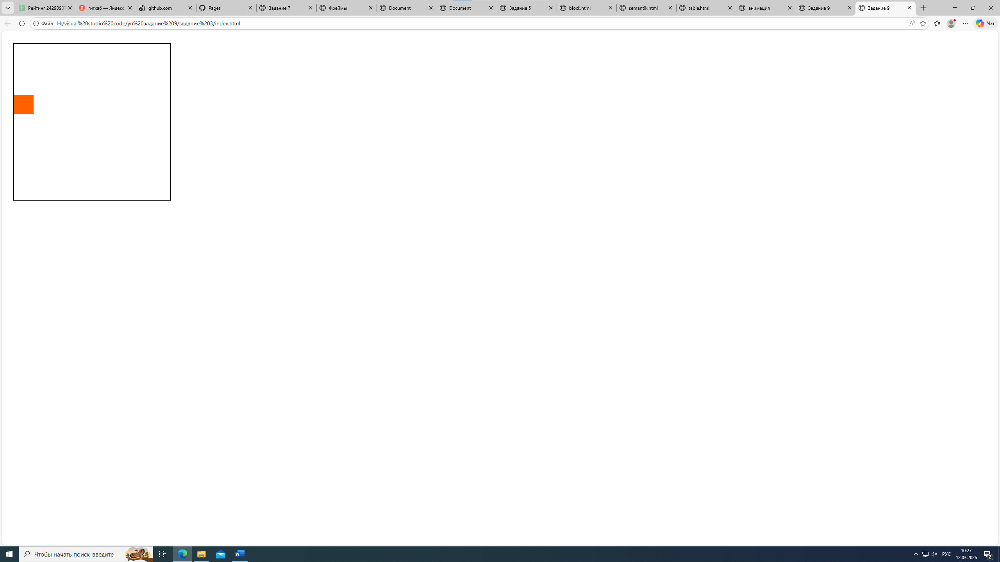 Рейтинг 24290907
гитхаб — Яндекс:
github.com
Pages
Задание 7
Фреймы
Document
Document
Задание 5
block.html
semantik.html
table.html
анимация
Задание 9
Задание 9
Файл H:/visual%20studio%20code/уп%20задание%209/звдвние%203/index.html
Чат
Чтобы начать поиск, введите
РУС
10:27
12.03.2026
2